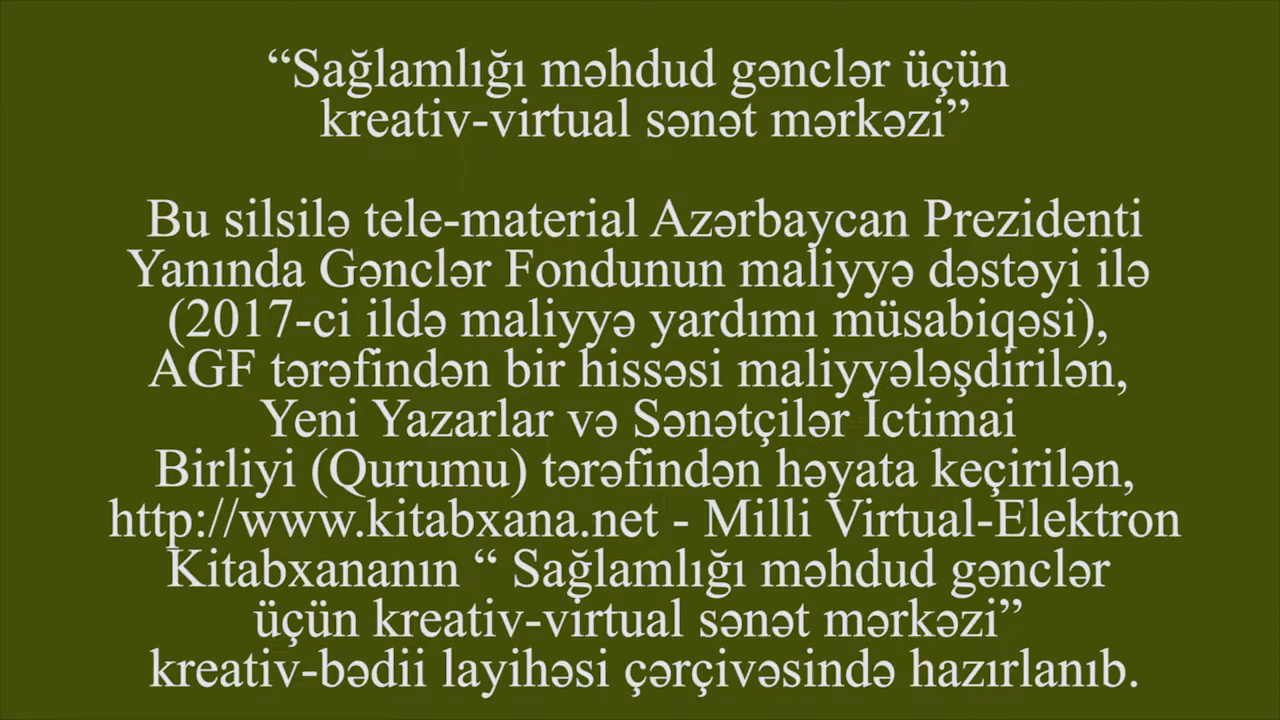 “Sağlamlığı məhdud gənclər üçün
kreativ-virtual sənət mərkəzi”
Bu silsilə tele-material Azərbaycan Prezidenti
Yanında Gənclər Fondunun maliyyə dəstəyi ilə
(2017-ci ildə maliyyə yardımı müsabiqəsi),
AGF tərəfindən bir hissəsi maliyyələşdirilən,
Yeni Yazarlar və Sənətçilər İctimai
Birliyi (Qurumu) tərəfindən həyata keçirilən,
http://www.kitabxana.net - Milli Virtual-Elektron
Kitabxananın “ Sağlamlığı məhdud gənclər
üçün kreativ-virtual sənət mərkəzi”
kreativ-bədii layihəsi çərçivəsində hazırlanıb.